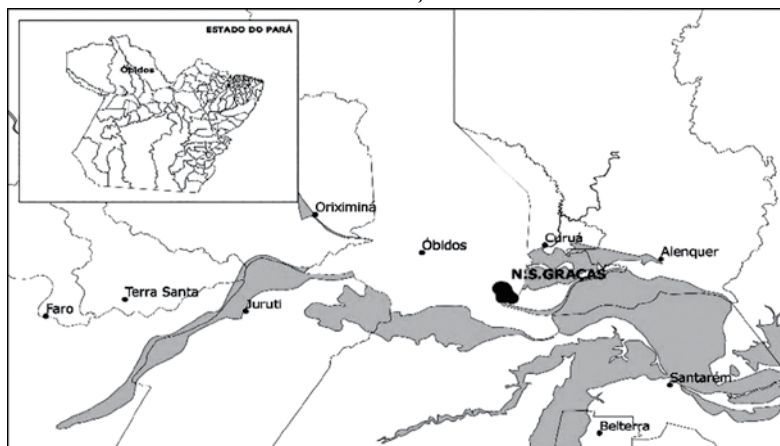 ESTADO DO PARÁ
Óbidos
Oriximiná
Óbidos
Curuá
Alenquer
N.S.GRAÇAS
Terra Santa
Faro
Juruti
Santarém
Belterra